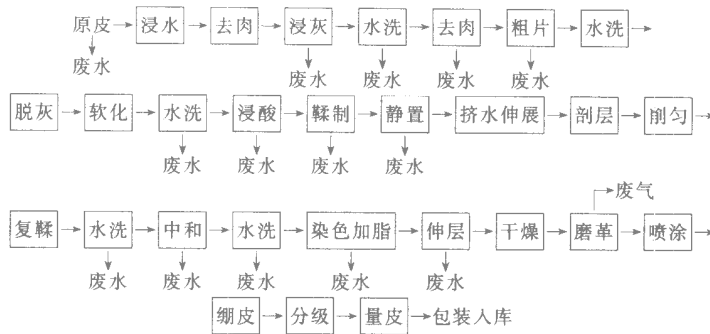 原皮 浸水 去肉 浸灰 水洗 去肉 粗片 水洗
废水 废水 废水 废水 废水
脱灰 软化 水洗 浸酸 鞣制 静置 挤水伸展 剖层 削匀
废水 废水 废水 废水
废气
复鞣 水洗 中和 水洗 染色加脂 伸层 干燥 磨革 喷涂
废水 废水 废水 废水 废水
绷皮 分级 量皮 包装入库